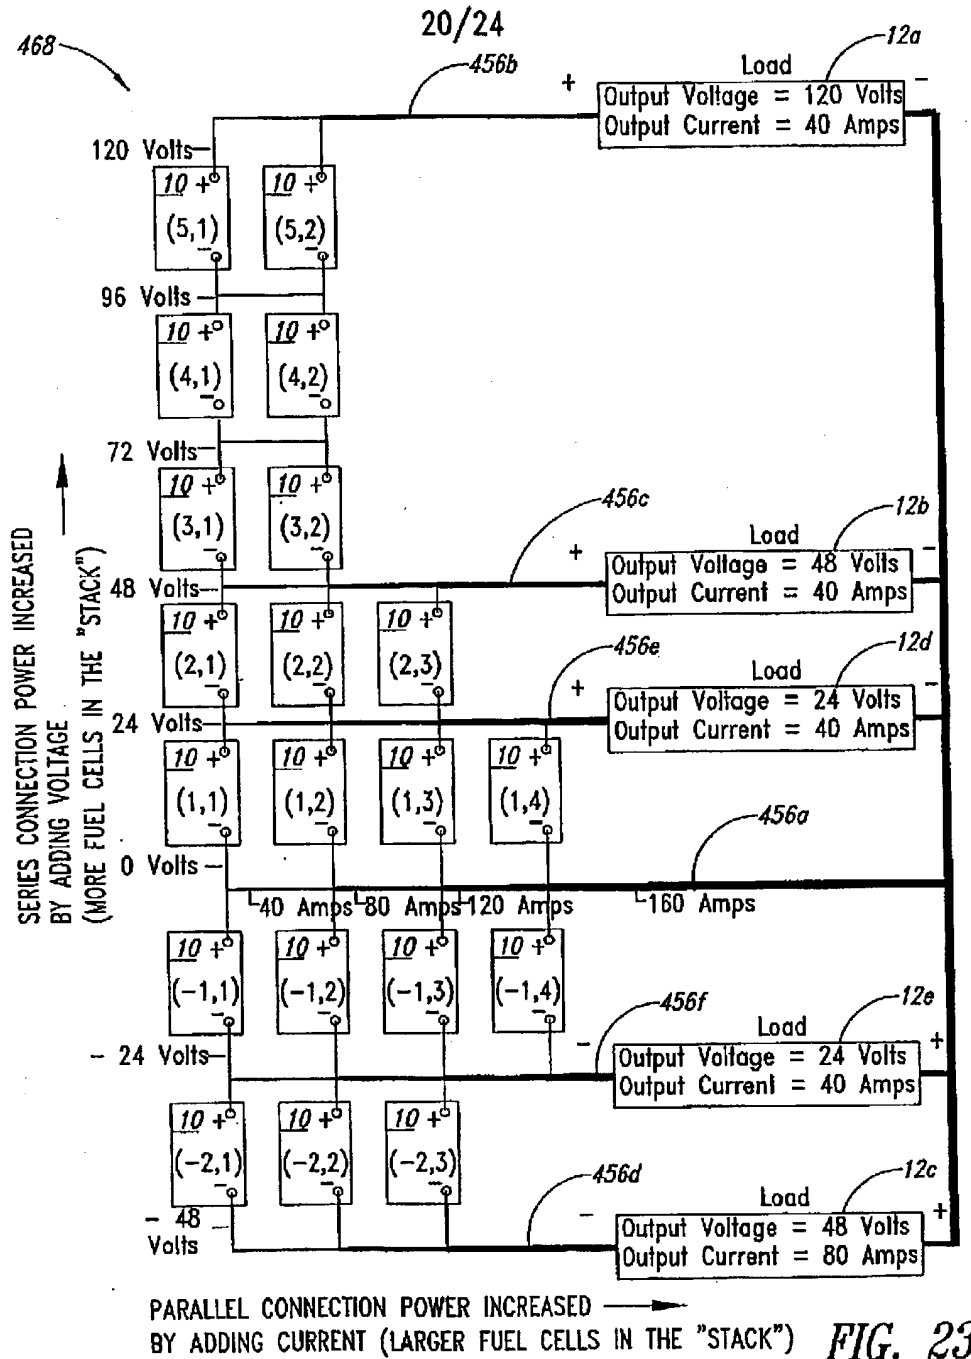 20/24
468
456b
12a
Load
+ −
Output Voltage = 120 Volts
Output Current = 40 Amps
120 Volts
10 + 10 +
(5,1) (5,2)
− −
96 Volts
10 + 10 +
(4,1) (4,2)
− −
72 Volts
10 + 10 +
(3,1) (3,2)
− −
456c
12b
Load
+ −
Output Voltage = 48 Volts
Output Current = 40 Amps
48 Volts
10 + 10 + 10 +
(2,1) (2,2) (2,3)
− − −
456e
12d
Load
+ −
Output Voltage = 24 Volts
Output Current = 40 Amps
24 Volts
10 + 10 + 10 + 10 +
(1,1) (1,2) (1,3) (1,4)
− − − −
456a
0 Volts
40 Amps 80 Amps 120 Amps 160 Amps
10 + 10 + 10 + 10 +
(-1,1) (-1,2) (-1,3) (-1,4)
− − − −
456f
12e
Load
− +
Output Voltage = 24 Volts
Output Current = 40 Amps
- 24 Volts
10 + 10 + 10 +
(-2,1) (-2,2) (-2,3)
− − −
456d
12c
Load
− +
Output Voltage = 48 Volts
Output Current = 80 Amps
- 48
Volts
SERIES CONNECTION POWER INCREASED
BY ADDING VOLTAGE
(MORE FUEL CELLS IN THE "STACK")
PARALLEL CONNECTION POWER INCREASED
BY ADDING CURRENT (LARGER FUEL CELLS IN THE "STACK")
FIG. 23